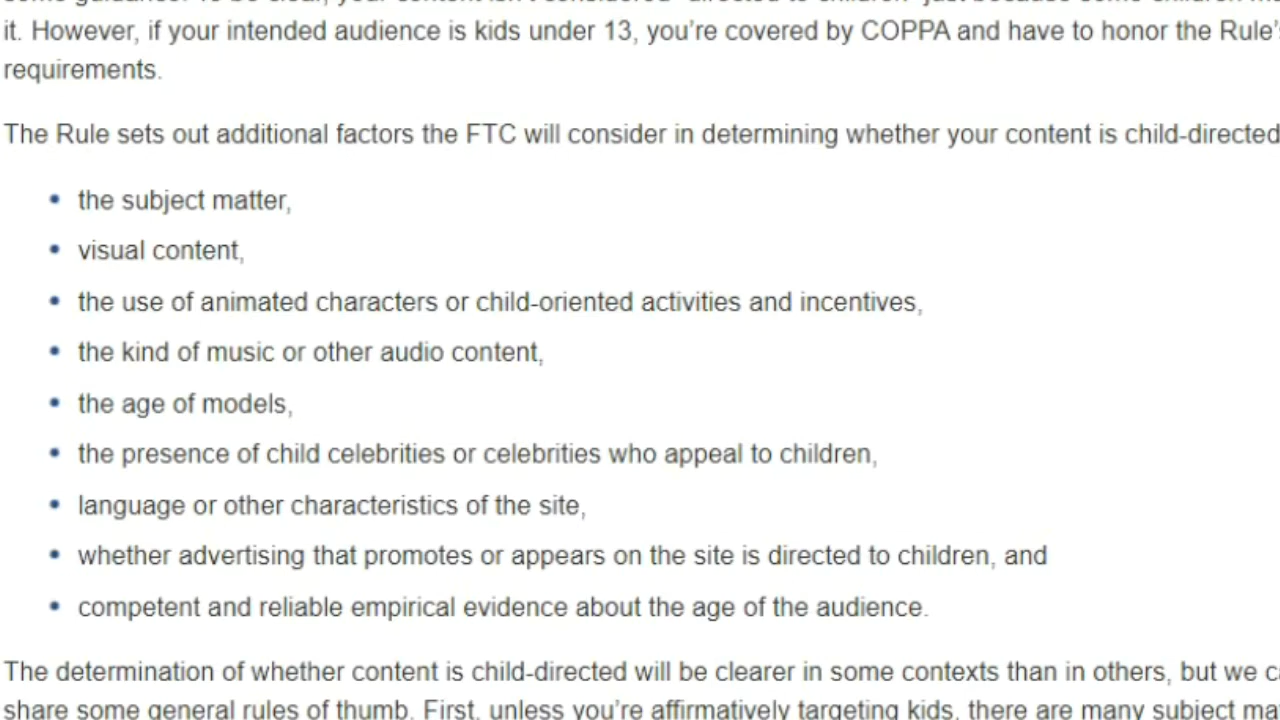 it. However, if your intended audience is kids under 13, you're covered by COPPA and have to honor the Rule's
requirements.
The Rule sets out additional factors the FTC will consider in determining whether your content is child-directed
• the subject matter,
• visual content,
• the use of animated characters or child-oriented activities and incentives,
• the kind of music or other audio content,
• the age of models,
• the presence of child celebrities or celebrities who appeal to children,
• language or other characteristics of the site,
• whether advertising that promotes or appears on the site is directed to children, and
• competent and reliable empirical evidence about the age of the audience.
The determination of whether content is child-directed will be clearer in some contexts than in others, but we
share some general rules of thumb. First, unless you're affirmatively targeting kids, there are many subject